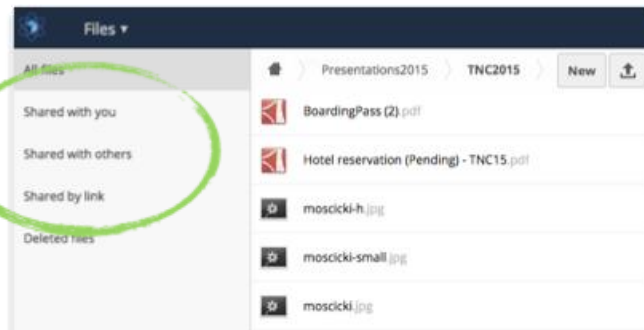 Files ▾
All files
Presentations2015 TNC2015 New
Shared with you
BoardingPass (2).pdf
Shared with others
Hotel reservation (Pending) - TNC15.pdf
Shared by link
moscicki-h.jpg
Deleted files
moscicki-small.jpg
moscicki.jpg